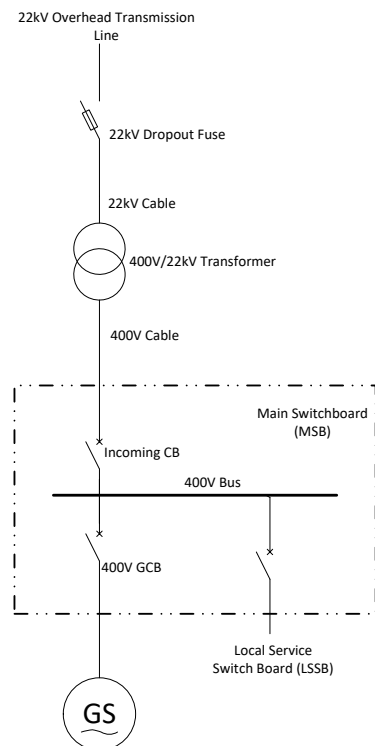 22kV Overhead Transmission
Line
22kV Dropout Fuse
22kV Cable
400V/22kV Transformer
400V Cable
Main Switchboard
(MSB)
Incoming CB
400V Bus
400V GCB
Local Service
Switch Board (LSSB)
GS